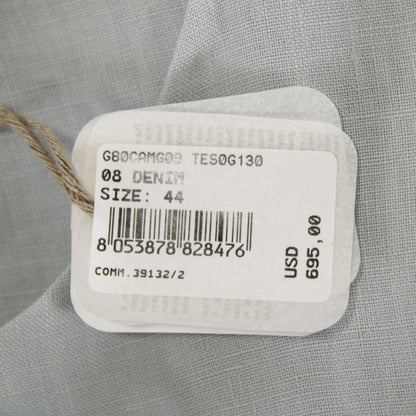 G80CAMG09 TES0G130
08 DENIM
SIZE: 44
8 053878 828476
COMM.39132/2
USD
695,00